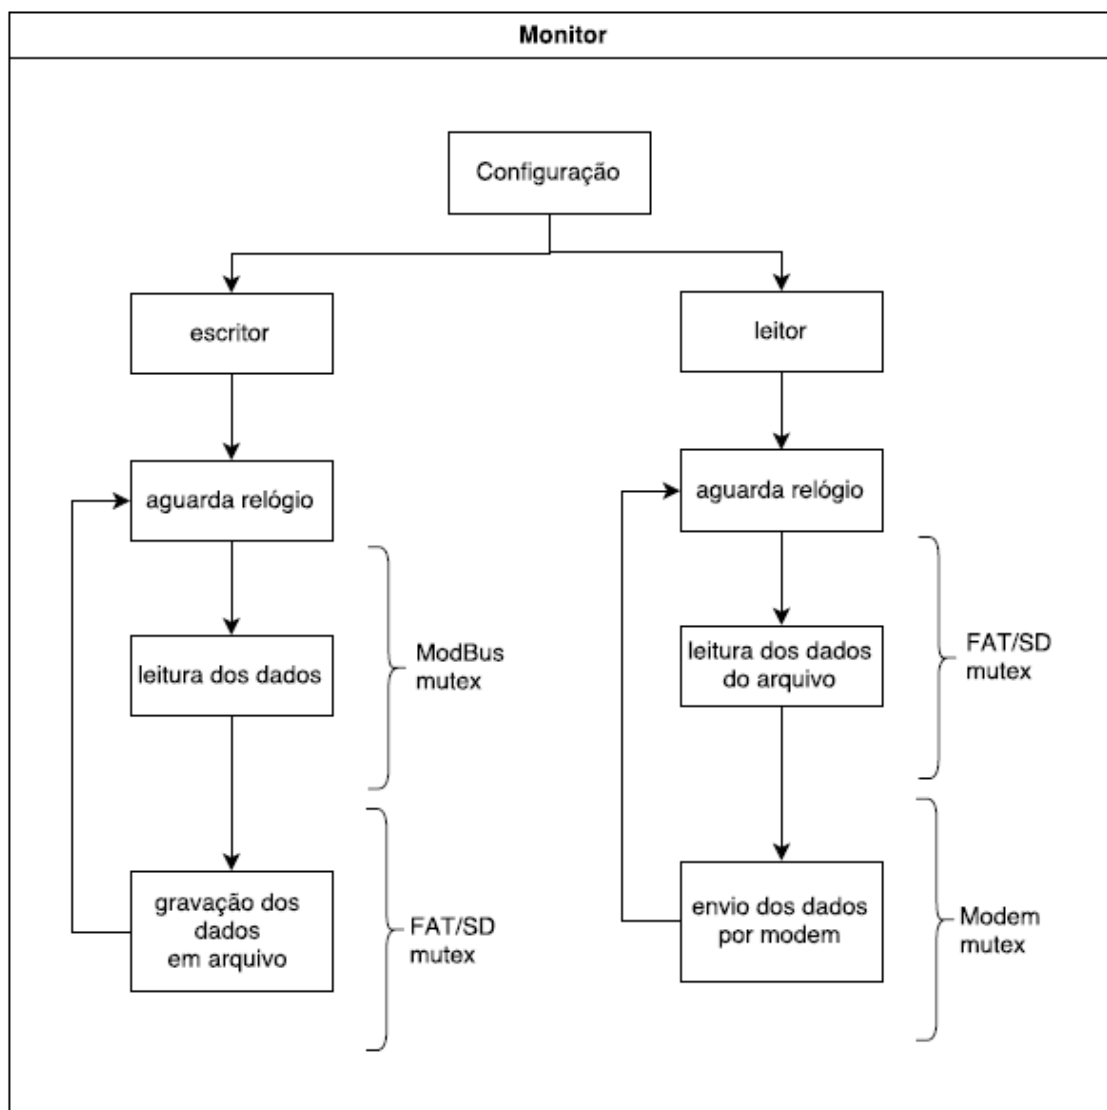 Monitor
Configuração
escritor
leitor
aguarda relógio
aguarda relógio
leitura dos dados
ModBus
mutex
leitura dos dados
do arquivo
FAT/SD
mutex
gravação dos
dados
em arquivo
FAT/SD
mutex
envio dos dados
por modem
Modem
mutex